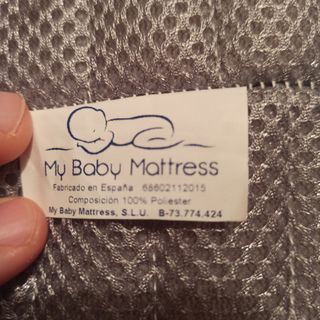 My Baby Mattress
Fabricado en España 68602112015
Composición 100% Poliester
My Baby Mattress, S.L.U. B-73.774.424